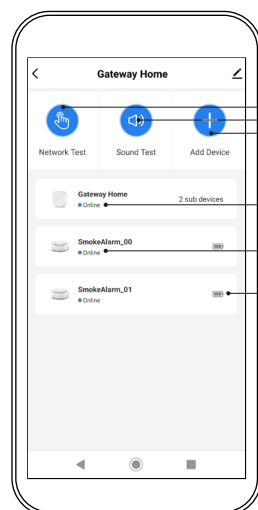 Gateway Home
Network Test Sound Test Add Device
Gateway Home
Online
2 sub devices
SmokeAlarm_00
Online
SmokeAlarm_01
Online